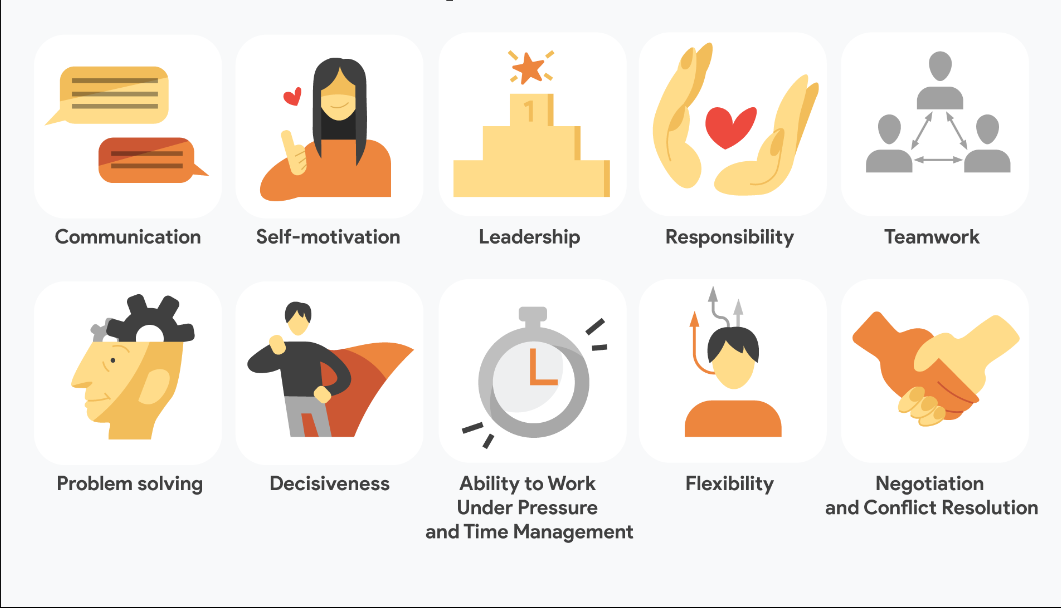 Communication
Self-motivation
1
Leadership
Responsibility
Teamwork
Problem solving
Decisiveness
Ability to Work
Under Pressure
and Time Management
Flexibility
Negotiation
and Conflict Resolution